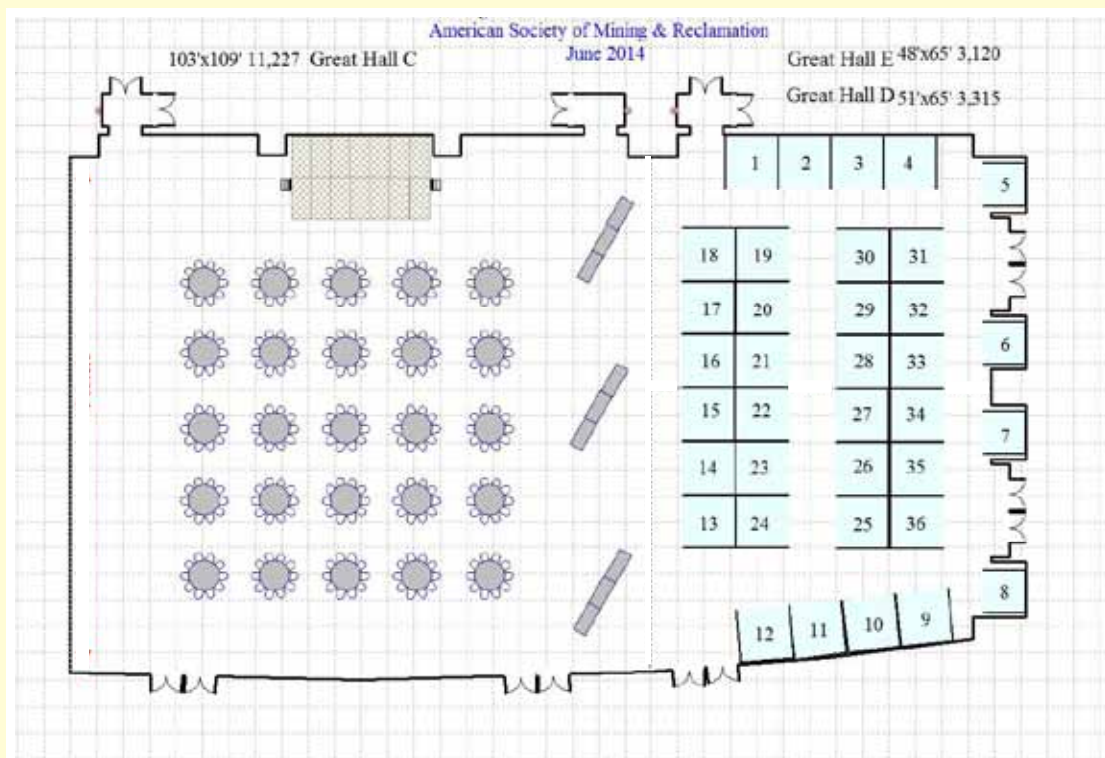 American Society of Mining & Reclamation
June 2014
103'x109' 11,227 Great Hall C
Great Hall E 48'x65' 3,120
Great Hall D 51'x65' 3,315
1 2 3 4
5
18 19 30 31
17 20 29 32
6
16 21 28 33
15 22 27 34
7
14 23 26 35
13 24 25 36
8
12 11 10 9